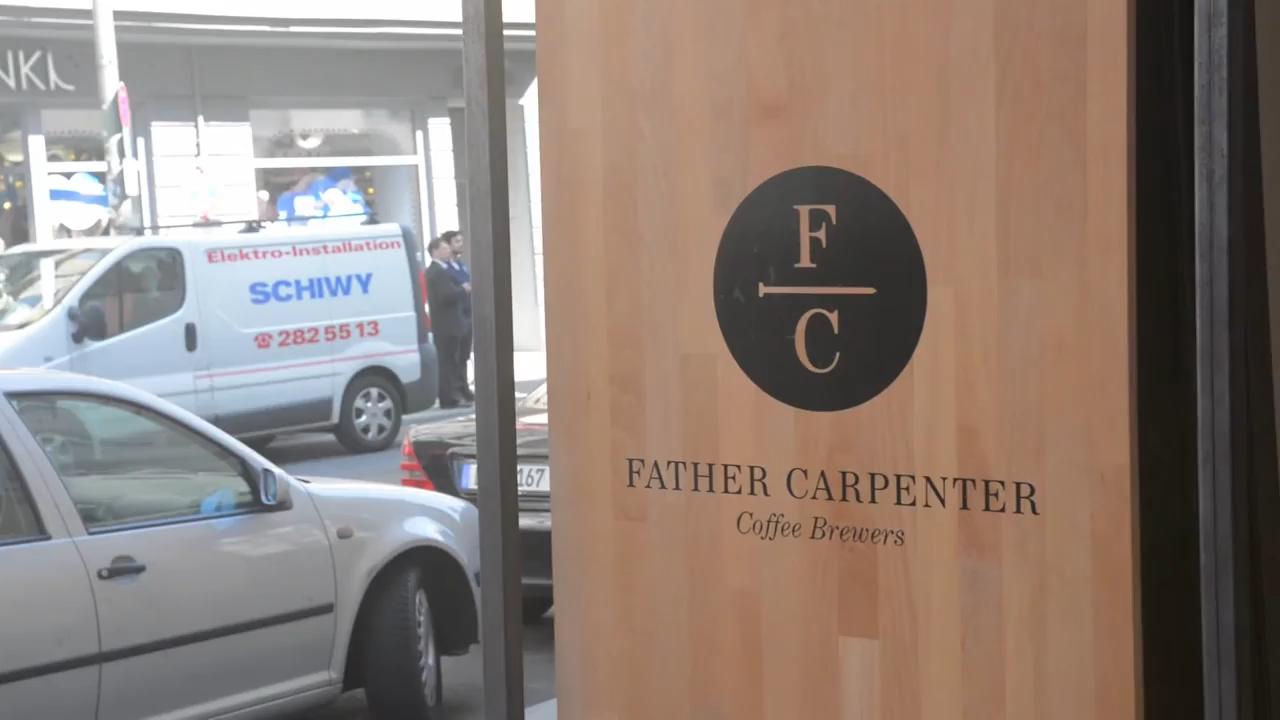 Elektro-Installation
SCHIWY
☎ 282 55 13
167
F
C
FATHER CARPENTER
Coffee Brewers